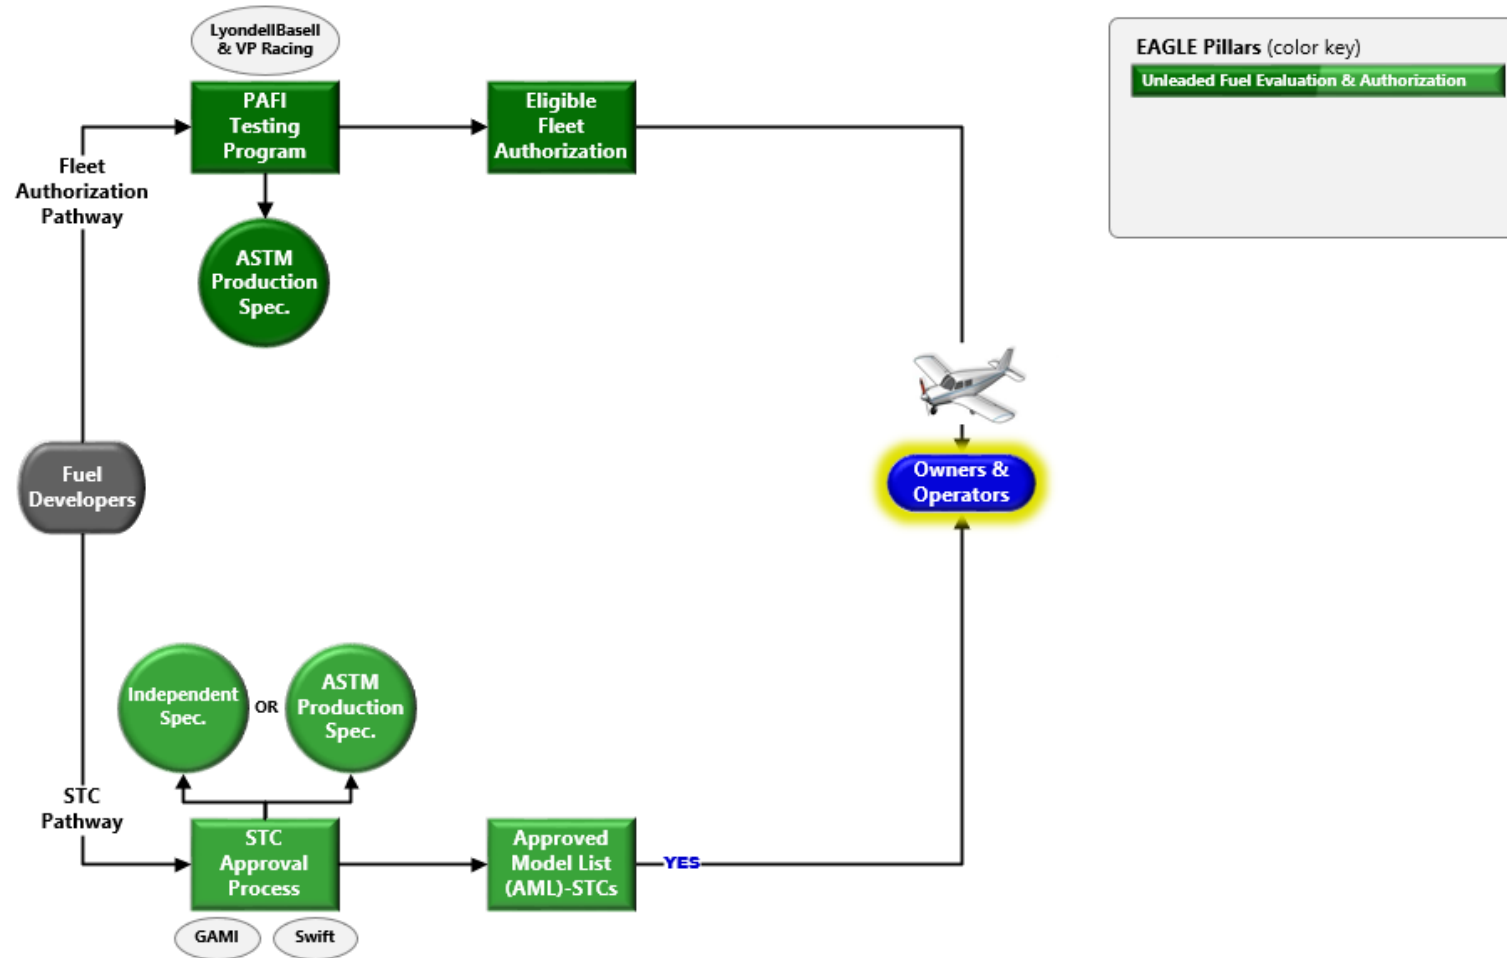 LyondellBasell
& VP Racing
EAGLE Pillars (color key)
Unleaded Fuel Evaluation & Authorization
PAFI
Testing
Program
Eligible
Fleet
Authorization
Fleet
Authorization
Pathway
ASTM
Production
Spec.
Fuel
Developers
Owners &
Operators
Independent
Spec.
OR
ASTM
Production
Spec.
STC
Pathway
STC
Approval
Process
Approved
Model List
(AML)-STCs
YES
GAMI
Swift